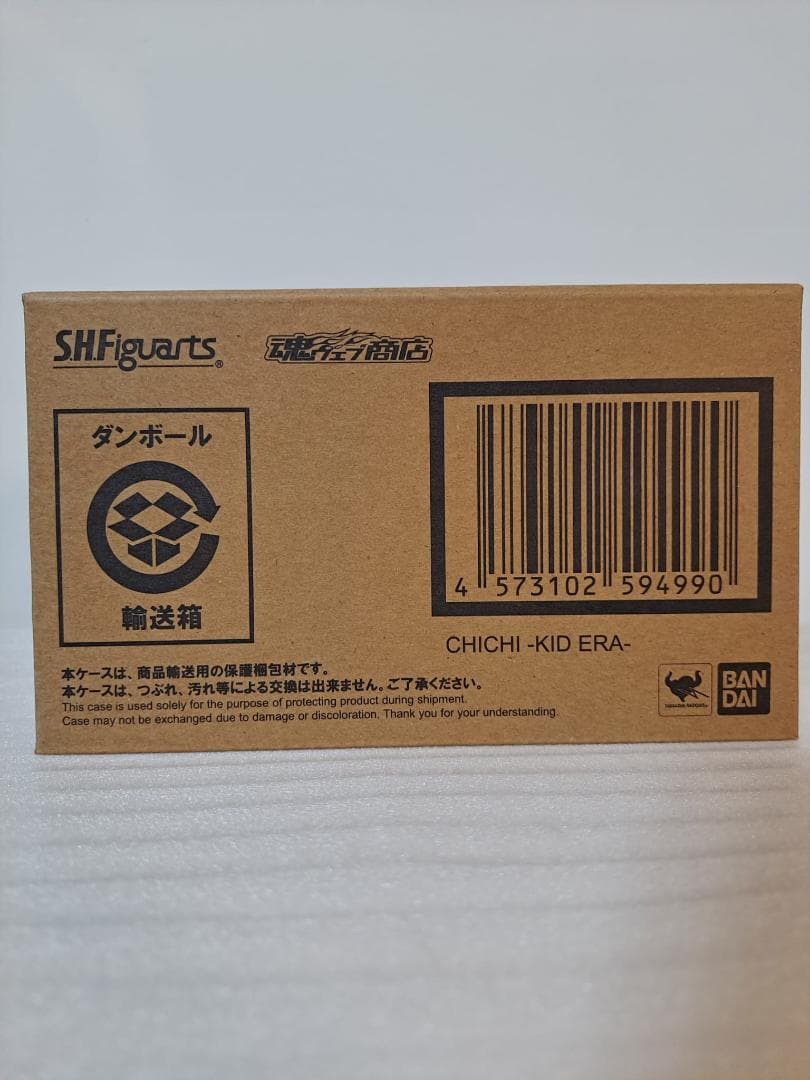 S.H.Figuarts®
魂ウェブ商店
ダンボール
輸送箱
4 573102 594990
CHICHI -KID ERA-
本ケースは、商品輸送用の保護梱包材です。
本ケースは、つぶれ、汚れ等による交換は出来ません。ご了承ください。
This case is used solely for the purpose of protecting product during shipment.
Case may not be exchanged due to damage or discoloration. Thank you for your understanding.
TAMASHII NATIONS
BAN
DAI